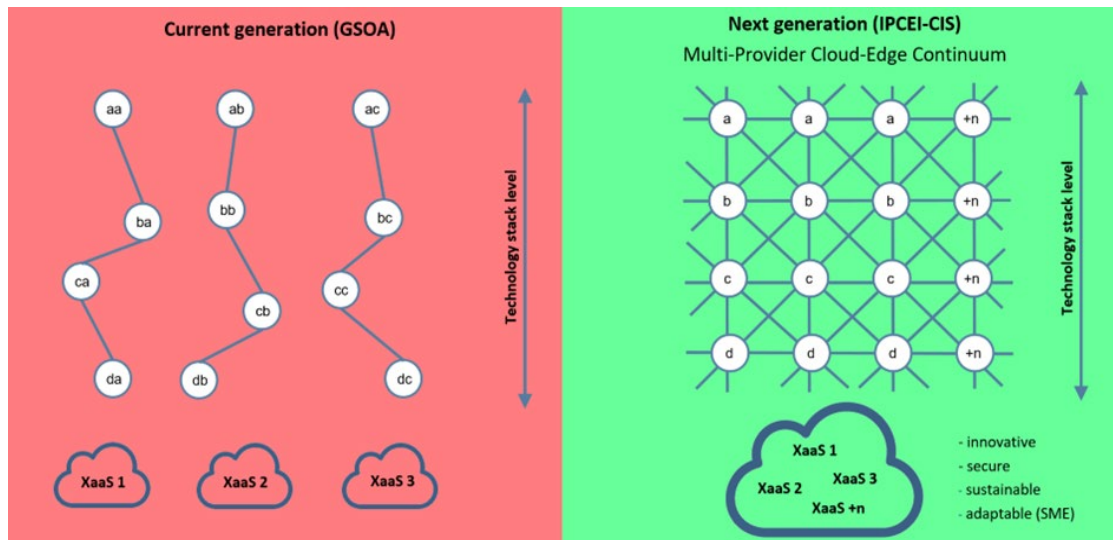 Current generation (GSOA)
aa
ab
ac
ba
bb
bc
ca
cb
cc
da
db
dc
Technology stack level
XaaS 1
XaaS 2
XaaS 3
Next generation (IPCEI-CIS)
Multi-Provider Cloud-Edge Continuum
a a a +n
b b b +n
c c c +n
d d d +n
Technology stack level
XaaS 1
XaaS 2
XaaS 3
XaaS +n
- innovative
- secure
- sustainable
- adaptable (SME)